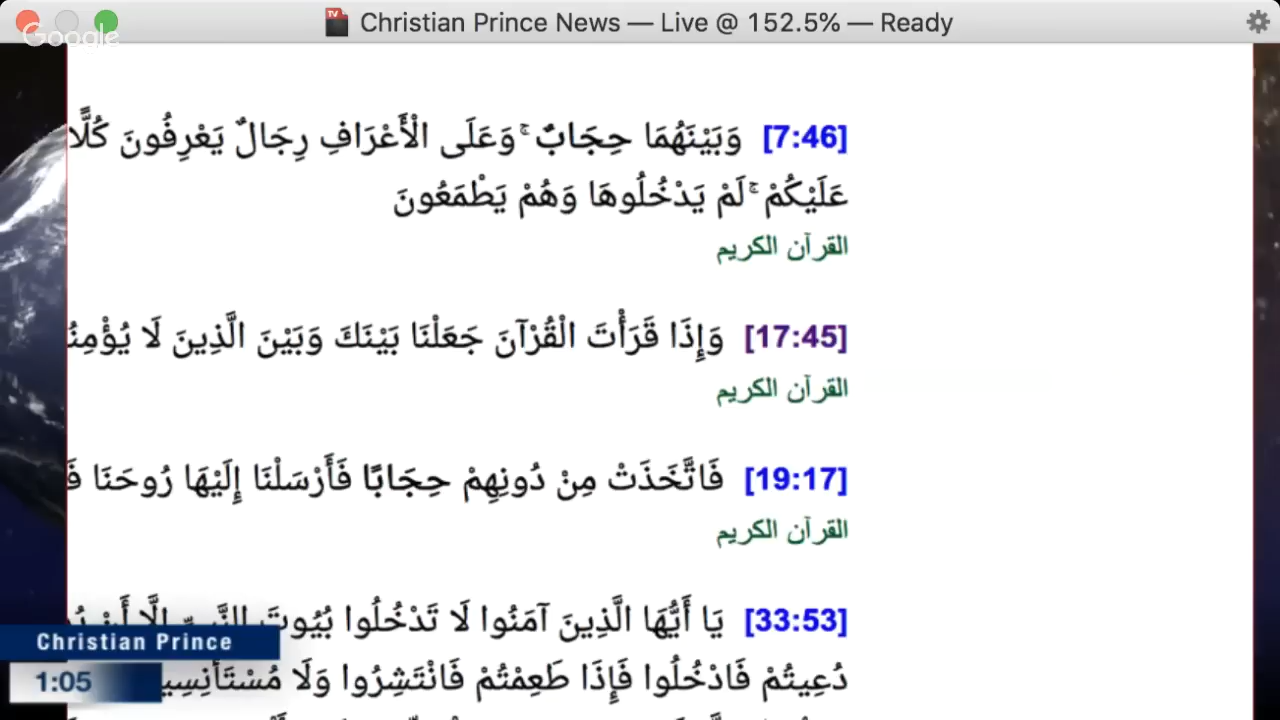 Christian Prince News — Live @ 152.5% — Ready
Google
[7:46] وَبَيْنَهُمَا حِجَابٌ ۚ وَعَلَى الْأَعْرَافِ رِجَالٌ يَعْرِفُونَ كُلًّا
عَلَيْكُمْ ۚ لَمْ يَدْخُلُوهَا وَهُمْ يَطْمَعُونَ
القرآن الكريم
[17:45] وَإِذَا قَرَأْتَ الْقُرْآنَ جَعَلْنَا بَيْنَكَ وَبَيْنَ الَّذِينَ لَا
القرآن الكريم
[19:17] فَاتَّخَذَتْ مِنْ دُونِهِمْ حِجَابًا فَأَرْسَلْنَا إِلَيْهَا رُوحَنَا
القرآن الكريم
[33:53] يَا أَيُّهَا الَّذِينَ آمَنُوا لَا تَدْخُلُوا بُيُوتَ
دُعِيتُمْ فَادْخُلُوا فَإِذَا طَعِمْتُمْ فَانْتَشِرُوا وَلَا
Christian Prince
1:05